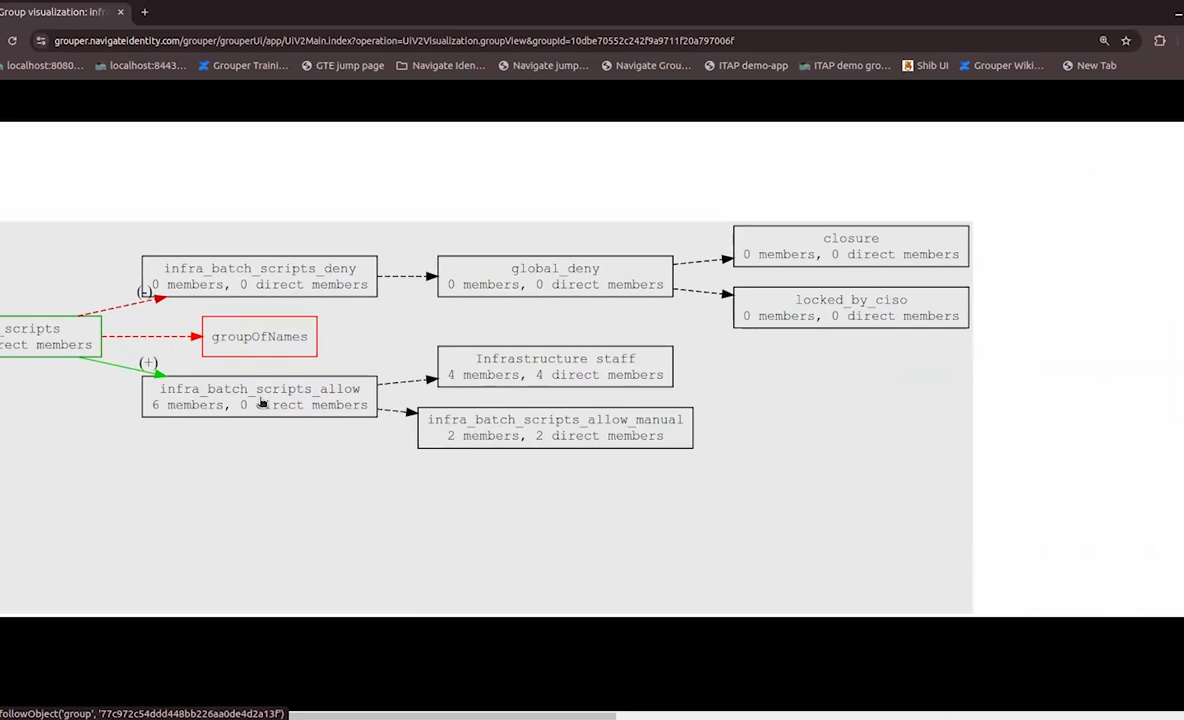 Group visualization: infr
grouper.navigateidentity.com/grouper/grouperUi/app/UiV2Main.index?operation=UiV2Visualization.groupView&groupId=10dbe70552c242f9a9711f20a797006f
localhost:8080...
localhost:8443...
Grouper Traini...
GTE jump page
Navigate Iden...
Navigate jump...
Navigate Grou...
ITAP demo-app
ITAP demo gro...
Shib UI
Grouper Wiki...
New Tab
closure
0 members, 0 direct members
infra_batch_scripts_deny
0 members, 0 direct members
global_deny
0 members, 0 direct members
(-)
locked_by_ciso
0 members, 0 direct members
_scripts
rect members
groupOfNames
(+)
Infrastructure staff
4 members, 4 direct members
infra_batch_scripts_allow
6 members, 0 direct members
infra_batch_scripts_allow_manual
2 members, 2 direct members
followObject('group', '77c972c54ddd448bb226aa0de4d2a13f')